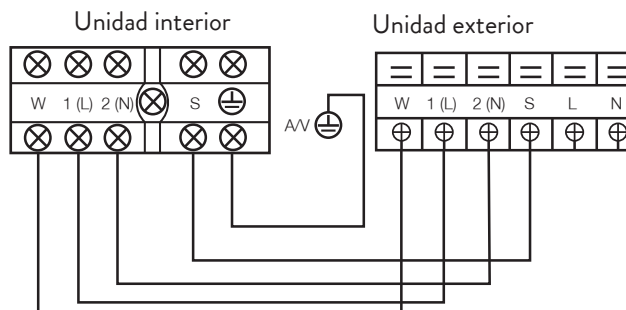 Unidad interior
Unidad exterior
W 1 (L) 2 (N) S
A/V
W 1 (L) 2 (N) S L N